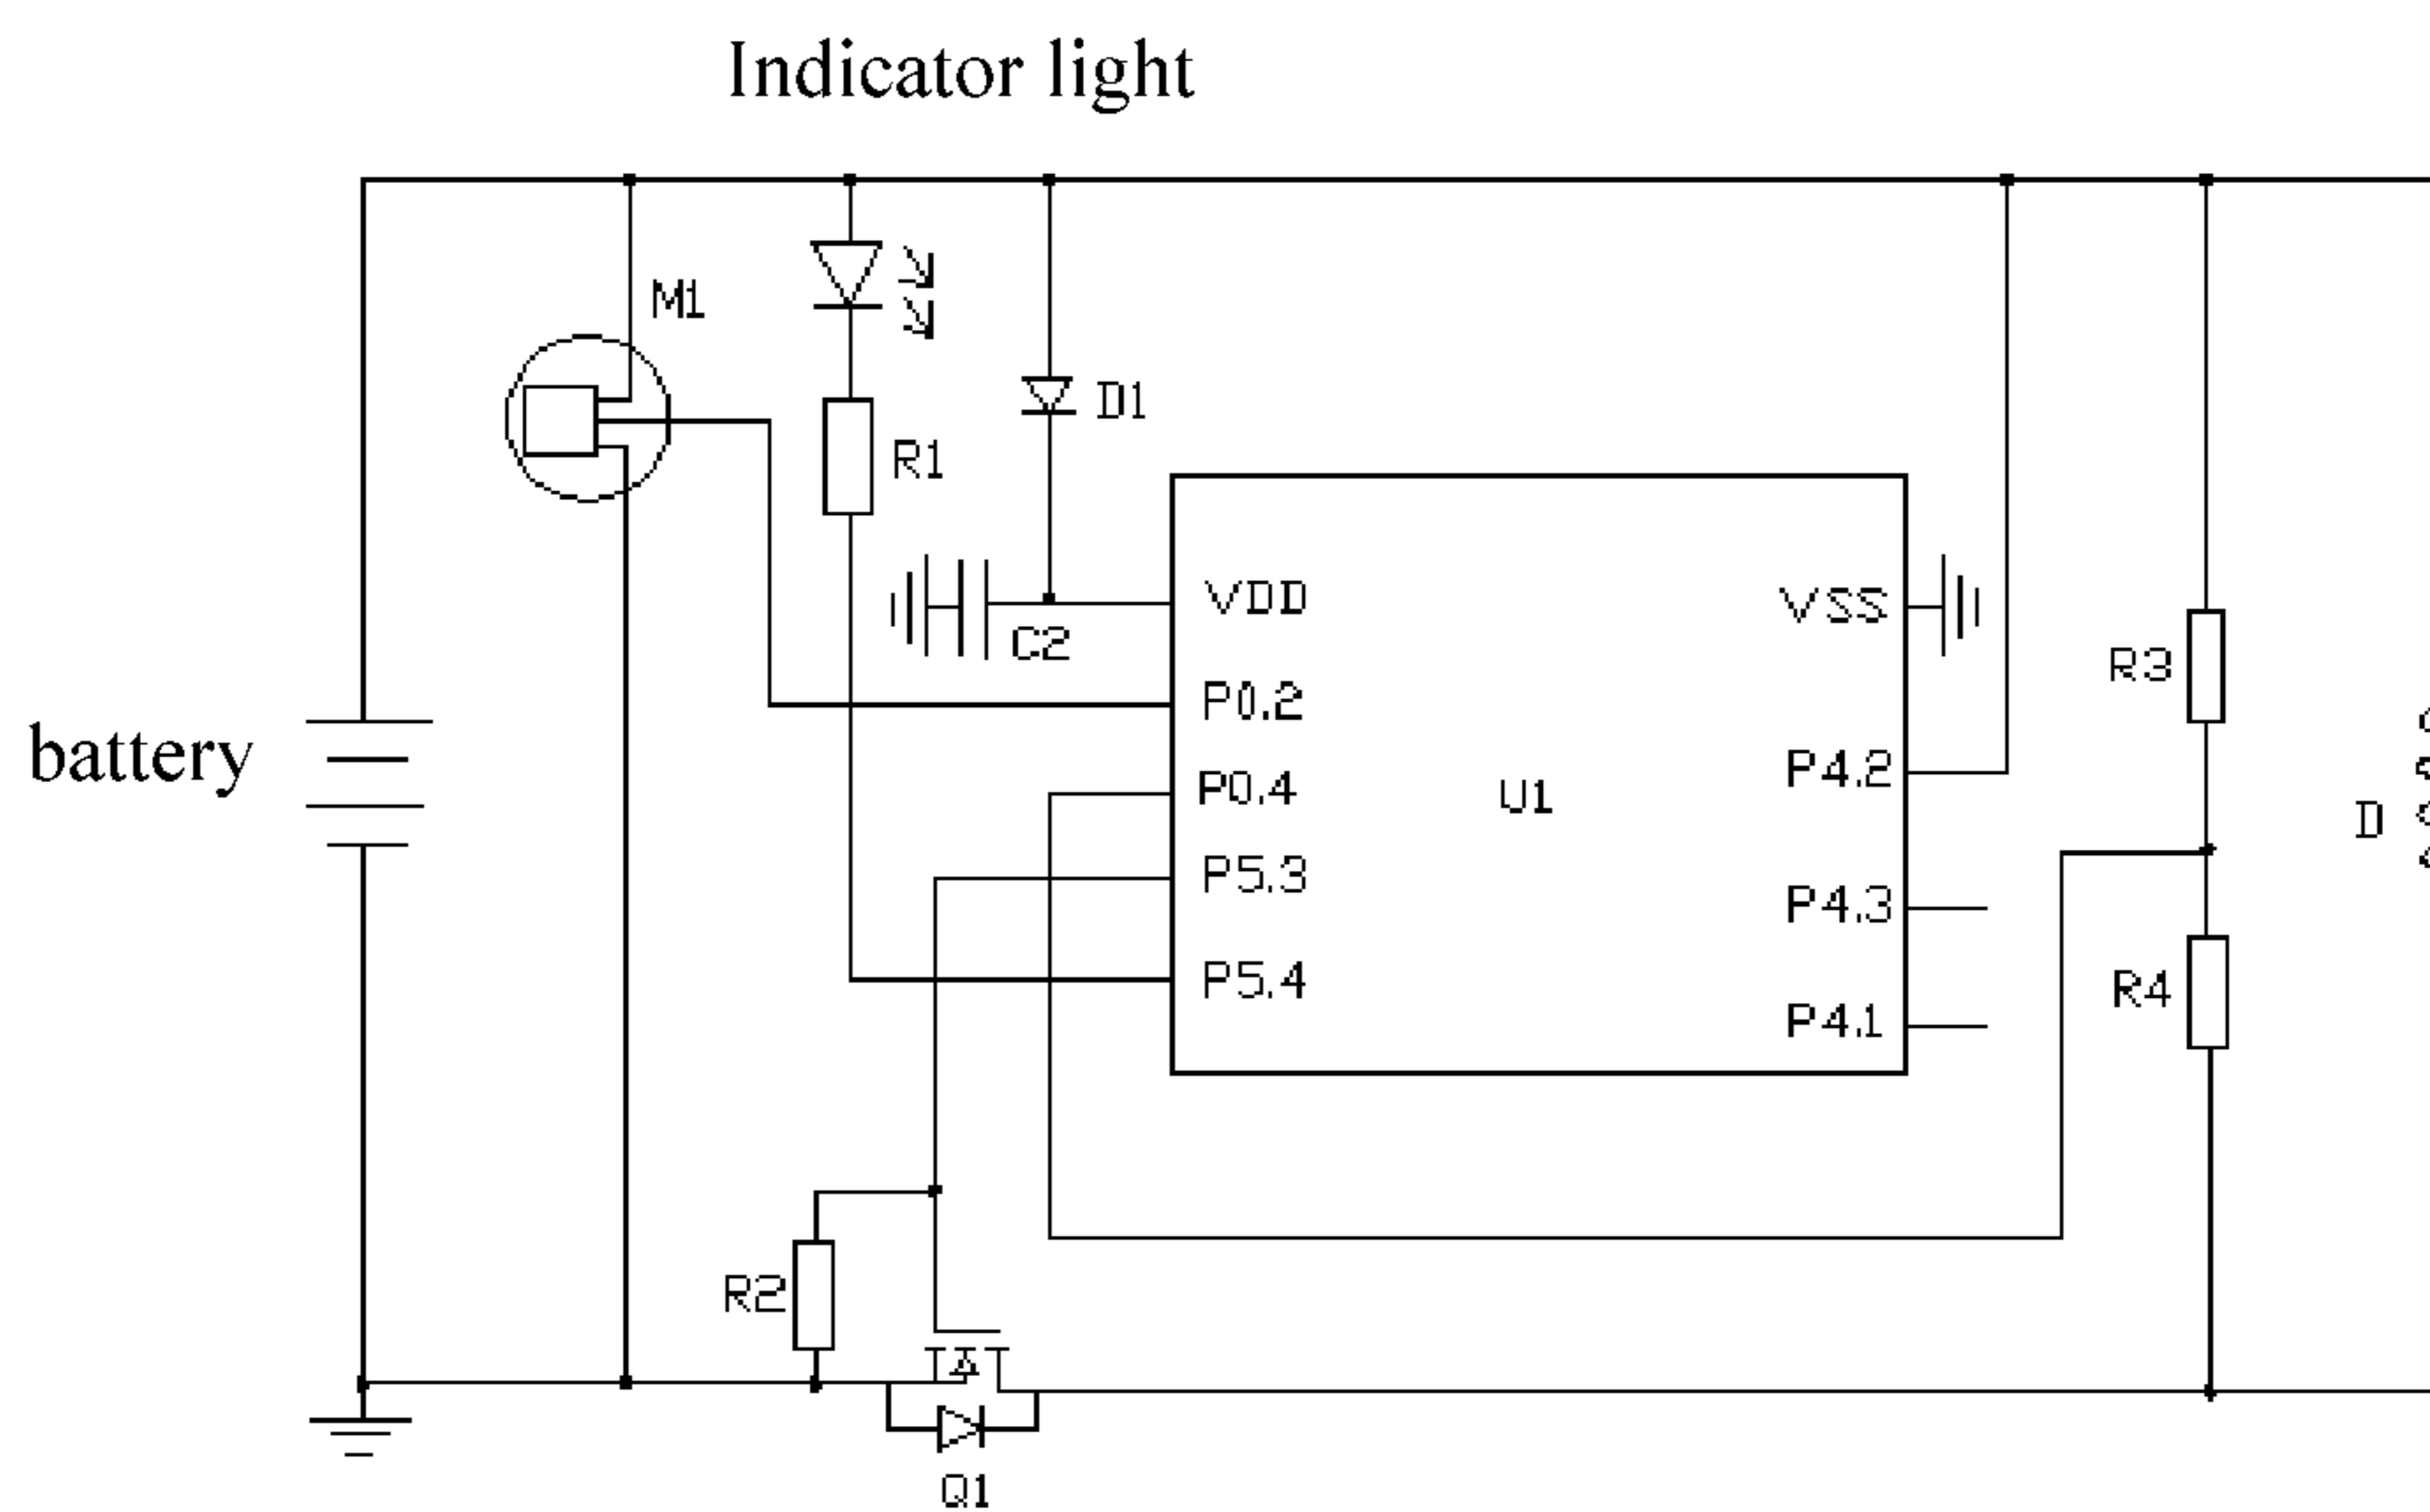 Indicator light
M1
D1
R1
VDD
VSS
C2
R3
P0.2
battery
P4.2
P0.4
U1
D
P5.3
P4.3
P5.4
R4
P4.1
R2
Q1